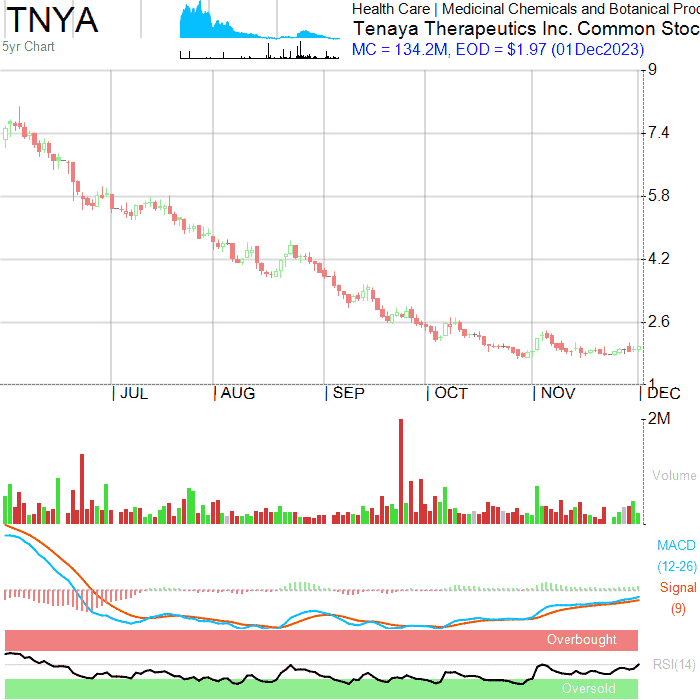 TNYA
5yr Chart
Health Care | Medicinal Chemicals and Botanical Prod
Tenaya Therapeutics Inc. Common Stoc
MC = 134.2M, EOD = $1.97 (01Dec2023)
9
7.4
5.8
4.2
2.6
1
| JUL | AUG | SEP | OCT | NOV | DEC
2M
Volume
MACD
(12-26)
Signal
(9)
Overbought
RSI(14)
Oversold